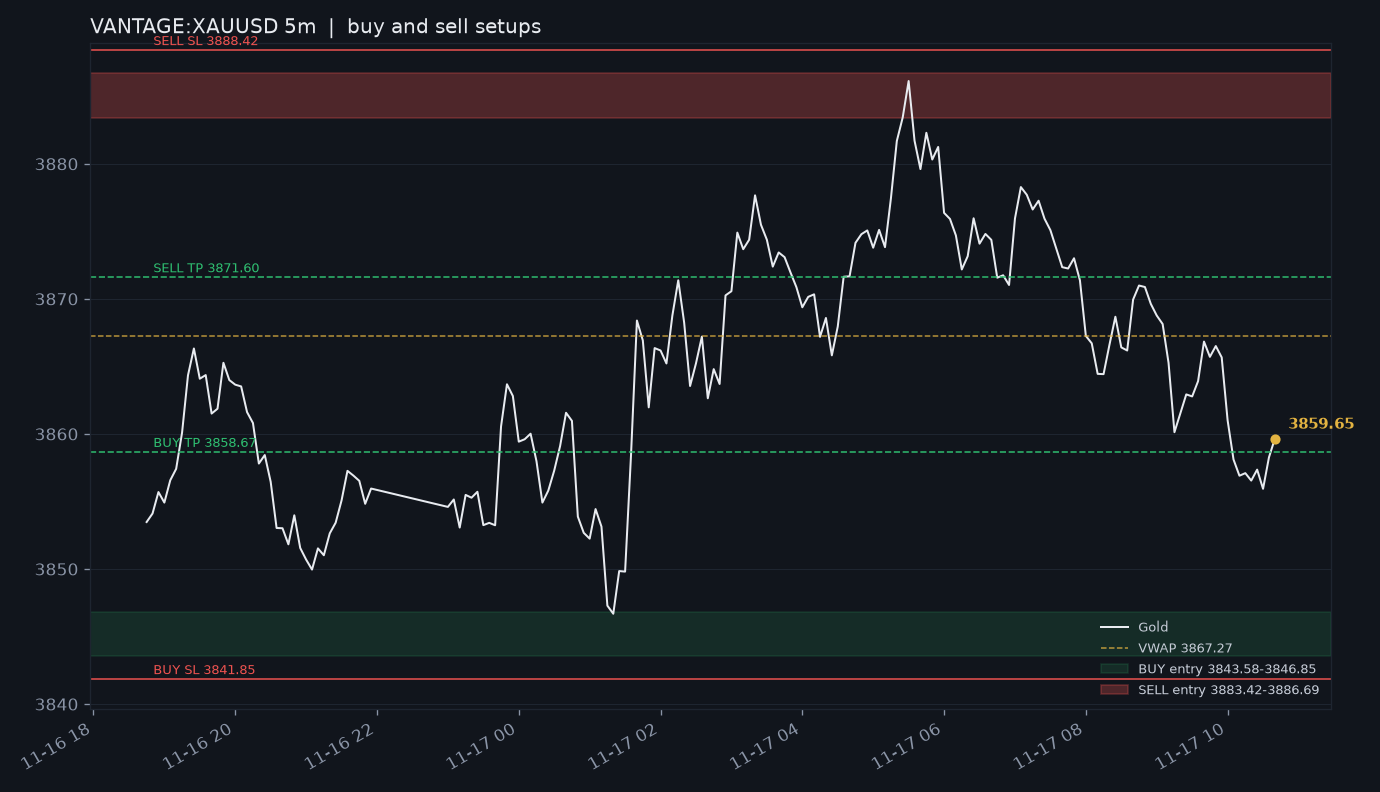 VANTAGE:XAUUSD 5m | buy and sell setups
SELL SL 3888.42
3880
SELL TP 3871.60
3870
3860
3859.65
BUY TP 3858.67
3850
Gold
VWAP 3867.27
BUY entry 3843.58-3846.85
SELL entry 3883.42-3886.69
BUY SL 3841.85
3840
11-16 18
11-16 20
11-16 22
11-17 00
11-17 02
11-17 04
11-17 06
11-17 08
11-17 10